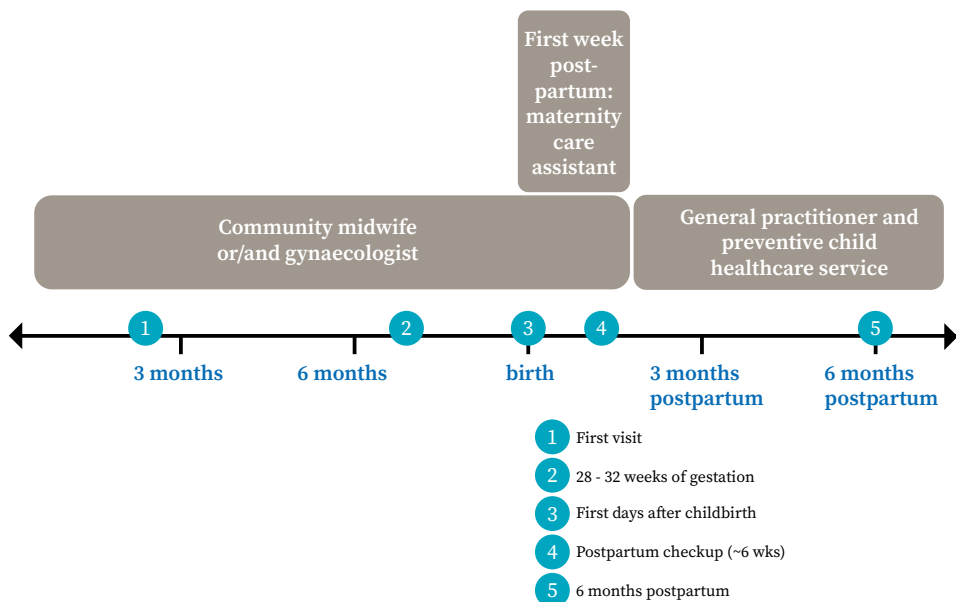 First week
post-
partum:
maternity
care
assistant
Community midwife
or/and gynaecologist
General practitioner and
preventive child
healthcare service
1
2
3
4
5
3 months
6 months
birth
3 months
postpartum
6 months
postpartum
1 First visit
2 28 - 32 weeks of gestation
3 First days after childbirth
4 Postpartum checkup (~6 wks)
5 6 months postpartum